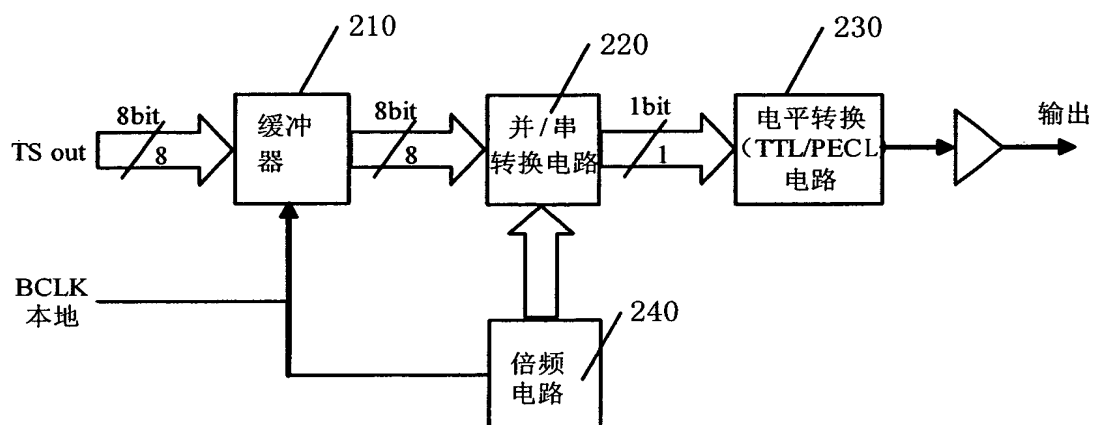 210
220
230
8bit
8bit
1bit
TS out
8
缓冲
器
8
并/串
转换电路
1
电平转换
(TTL/PECL
电路
输出
BCLK
本地
240
倍频
电路